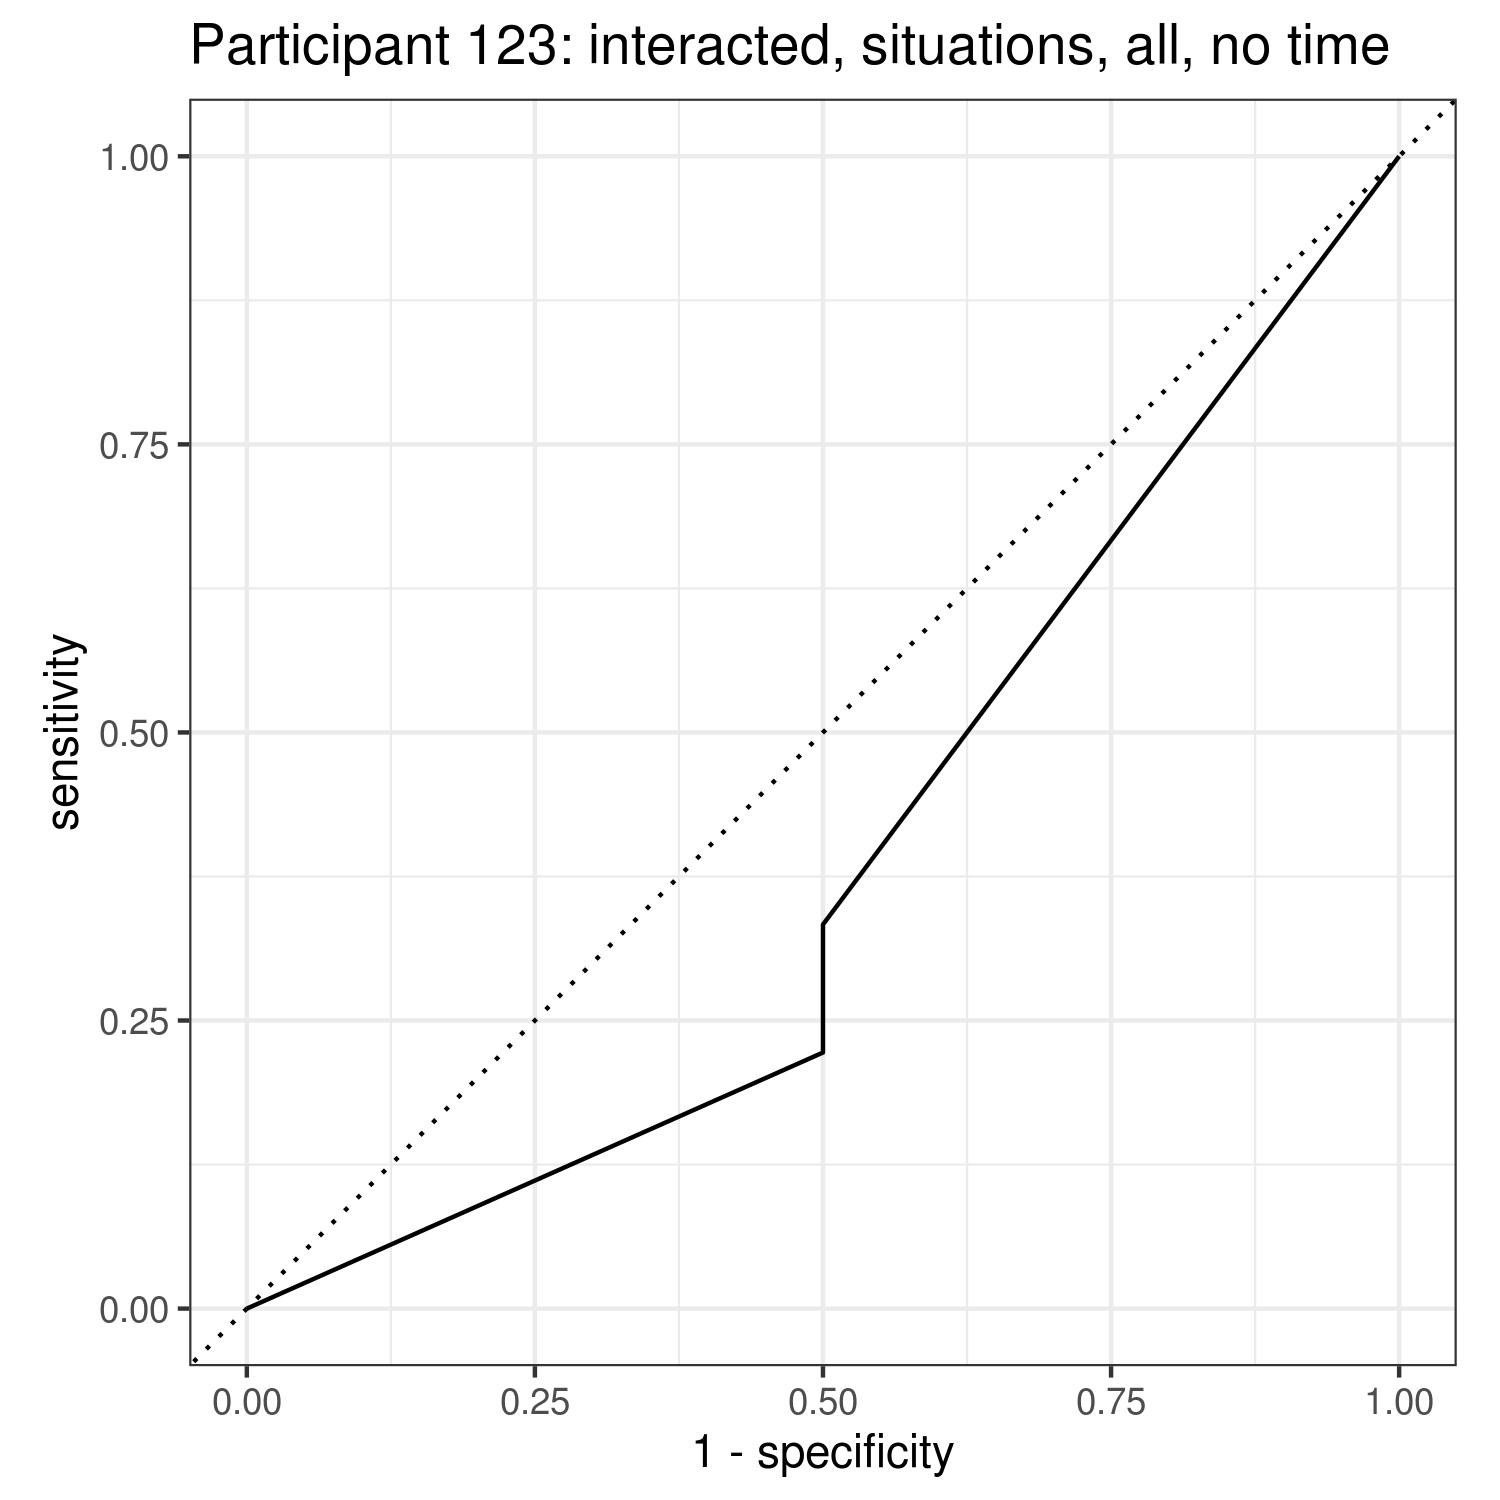 Participant 123: interacted, situations, all, no time
1.00
0.75
0.50
0.25
0.00
sensitivity
0.00 0.25 0.50 0.75 1.00
1 - specificity